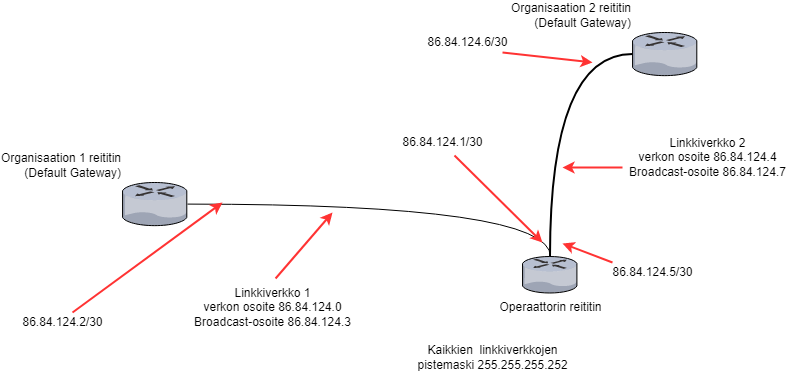 Organisaation 2 reititin
(Default Gateway)
86.84.124.6/30
86.84.124.1/30
Linkkiverkko 2
verkon osoite 86.84.124.4
Broadcast-osoite 86.84.124.7
Organisaation 1 reititin
(Default Gateway)
86.84.124.5/30
Linkkiverkko 1
verkon osoite 86.84.124.0
Broadcast-osoite 86.84.124.3
86.84.124.2/30
Operaattorin reititin
Kaikkien linkkiverkkojen
pistemaski 255.255.255.252